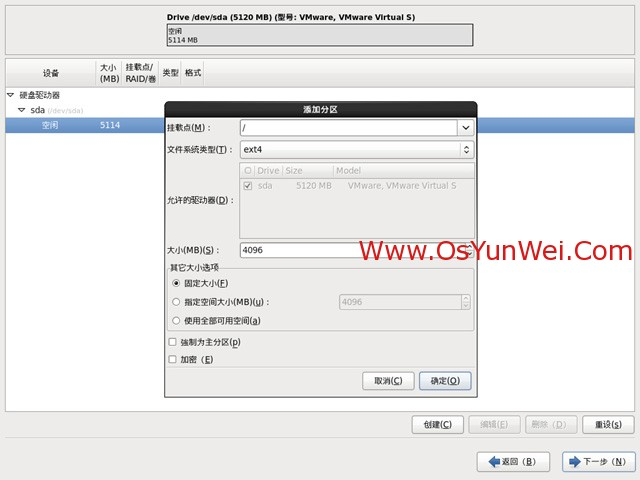 Drive /dev/sda (5120 MB) (型号: VMware, VMware Virtual S)
空闲
5114 MB
设备
大小
(MB)
挂载点/
RAID/卷
类型
格式
硬盘驱动器
sda (/dev/sda)
空闲 5114
添加分区
挂载点(M)： /
文件系统类型(T)： ext4
Drive Size Model
sda 5120 MB VMware, VMware Virtual S
允许的驱动器(D)：
大小(MB)(S)： 4096
Www.OsYunWei.Com
其它大小选项
固定大小(F)
指定空间大小(MB)(u)： 4096
使用全部可用空间(a)
強制为主分区(p)
加密（E）
取消(C) 确定(O)
创建(C) 编辑(E) 删除（D） 重设(s)
返回（B） 下一步（N）